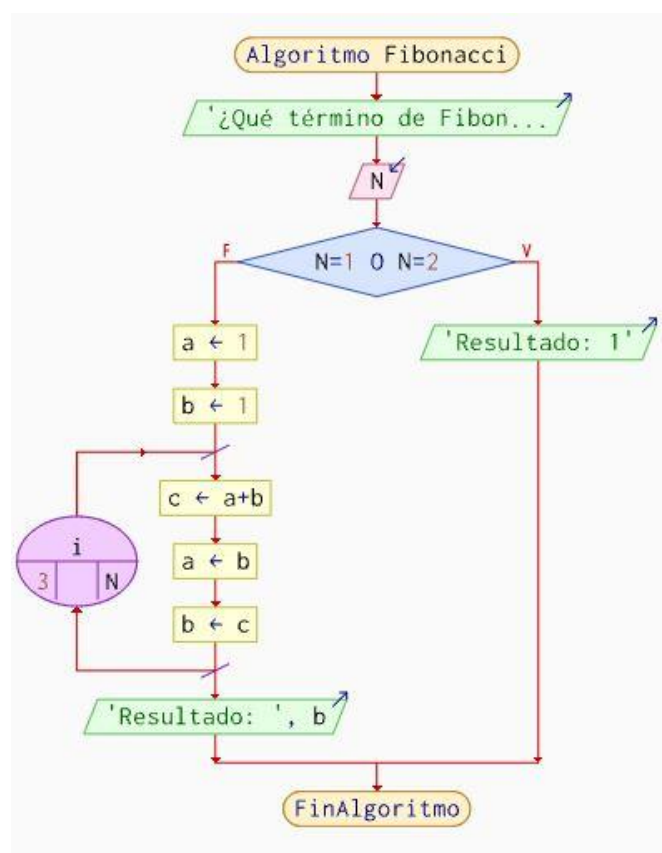 Algoritmo Fibonacci
'¿Qué término de Fibon...
N
N=1 O N=2
F
V
a ← 1
'Resultado: 1'
b ← 1
c ← a+b
i
3 N
a ← b
b ← c
'Resultado: ', b
FinAlgoritmo